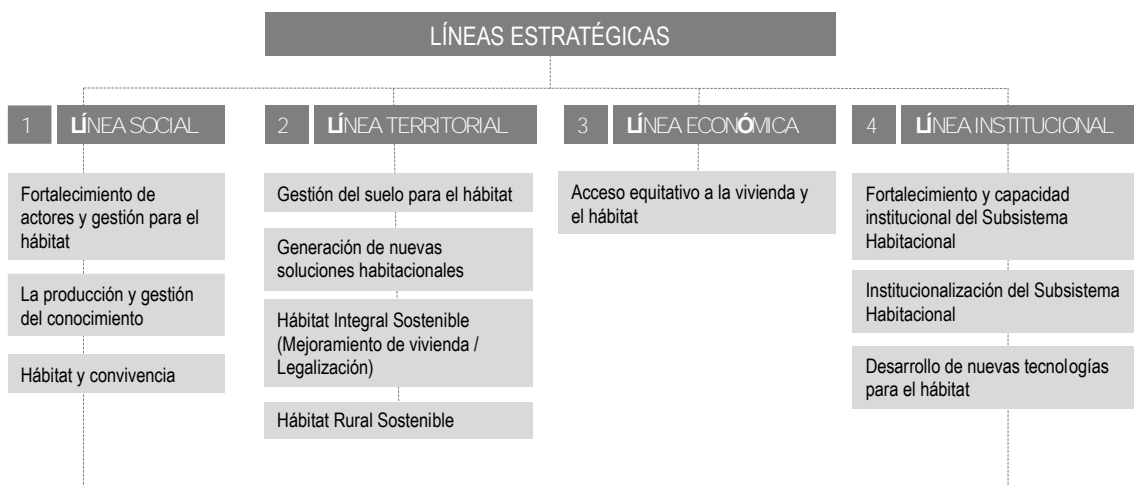 LÍNEAS ESTRATÉGICAS
1 LÍNEA SOCIAL
Fortalecimiento de
actores y gestión para el
hábitat
La producción y gestión
del conocimiento
Hábitat y convivencia
2 LÍNEA TERRITORIAL
Gestión del suelo para el hábitat
Generación de nuevas
soluciones habitacionales
Hábitat Integral Sostenible
(Mejoramiento de vivienda /
Legalización)
Hábitat Rural Sostenible
3 LÍNEA ECONÓMICA
Acceso equitativo a la vivienda y
el hábitat
4 LÍNEA INSTITUCIONAL
Fortalecimiento y capacidad
institucional del Subsistema
Habitacional
Institucionalización del Subsistema
Habitacional
Desarrollo de nuevas tecnologías
para el hábitat